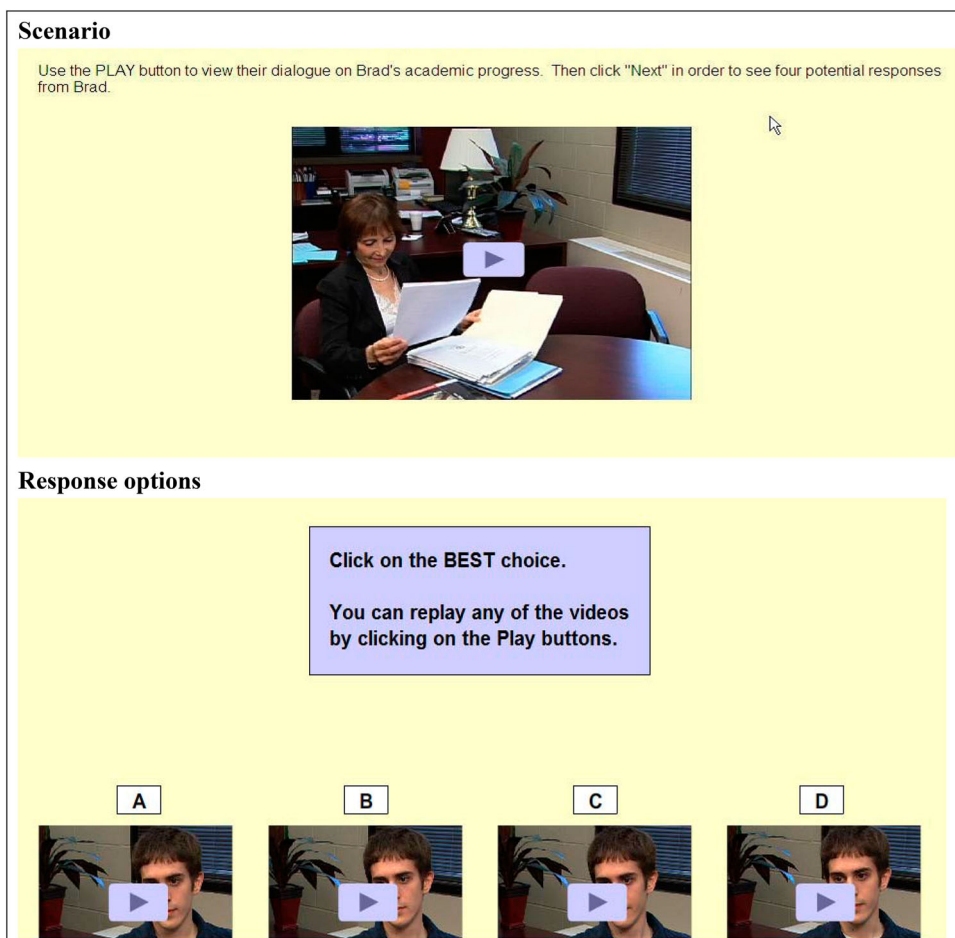 Scenario
Use the PLAY button to view their dialogue on Brad's academic progress.  Then click "Next" in order to see four potential responses
from Brad.
Response options
Click on the BEST choice.
You can replay any of the videos
by clicking on the Play buttons.
A
B
C
D